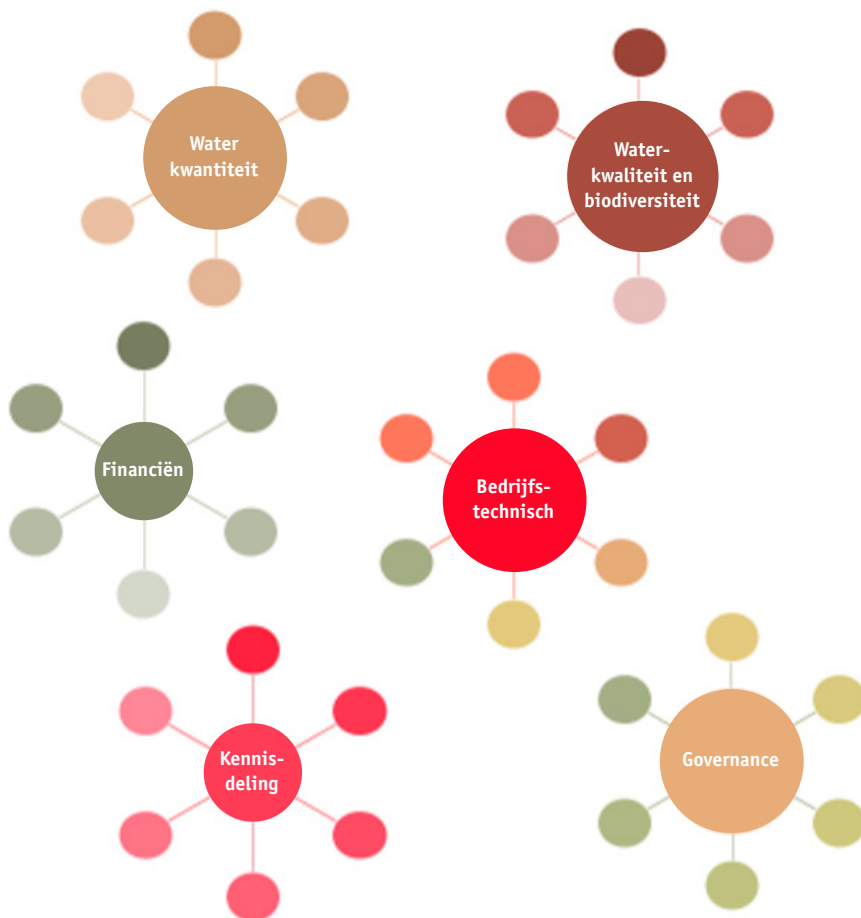 Water
kwantiteit
Water-
kwaliteit en
biodiversiteit
Financiën
Bedrijfs-
technisch
Kennis-
deling
Governance